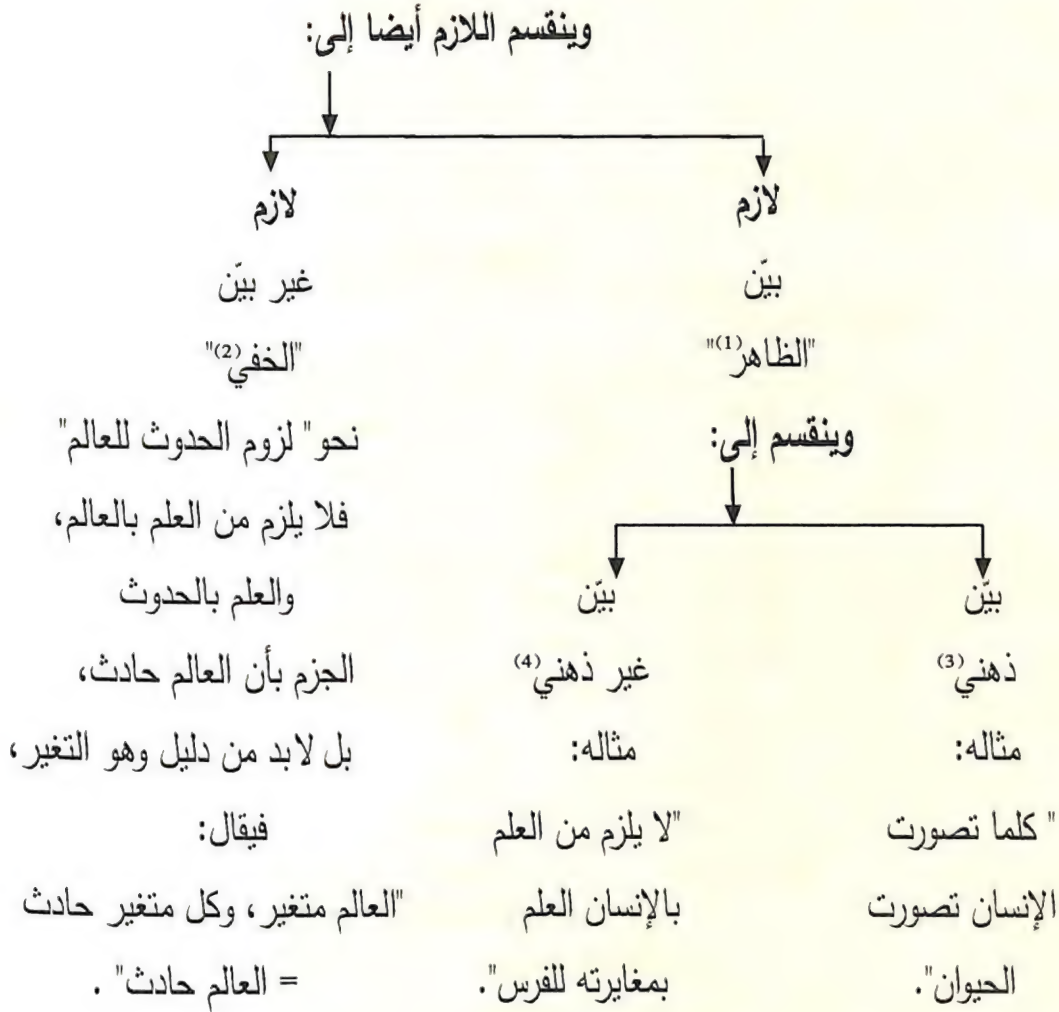 وينقسم اللازم أيضا إلى:
لازم
بيّن
"الظاهر(1)"
وينقسم إلى:
بيّن
ذهني(3)
مثاله:
" كلما تصورت
الإنسان تصورت
الحيوان".
بيّن
غير ذهني(4)
مثاله:
"لا يلزم من العلم
بالإنسان العلم
بمغايرته للفرس".
لازم
غير بيّن
"الخفي(2)"
نحو" لزوم الحدوث للعالم"
فلا يلزم من العلم بالعالم،
والعلم بالحدوث
الجزم بأن العالم حادث،
بل لابد من دليل وهو التغير،
فيقال:
"العالم متغير، وكل متغير حادث
= العالم حادث" .